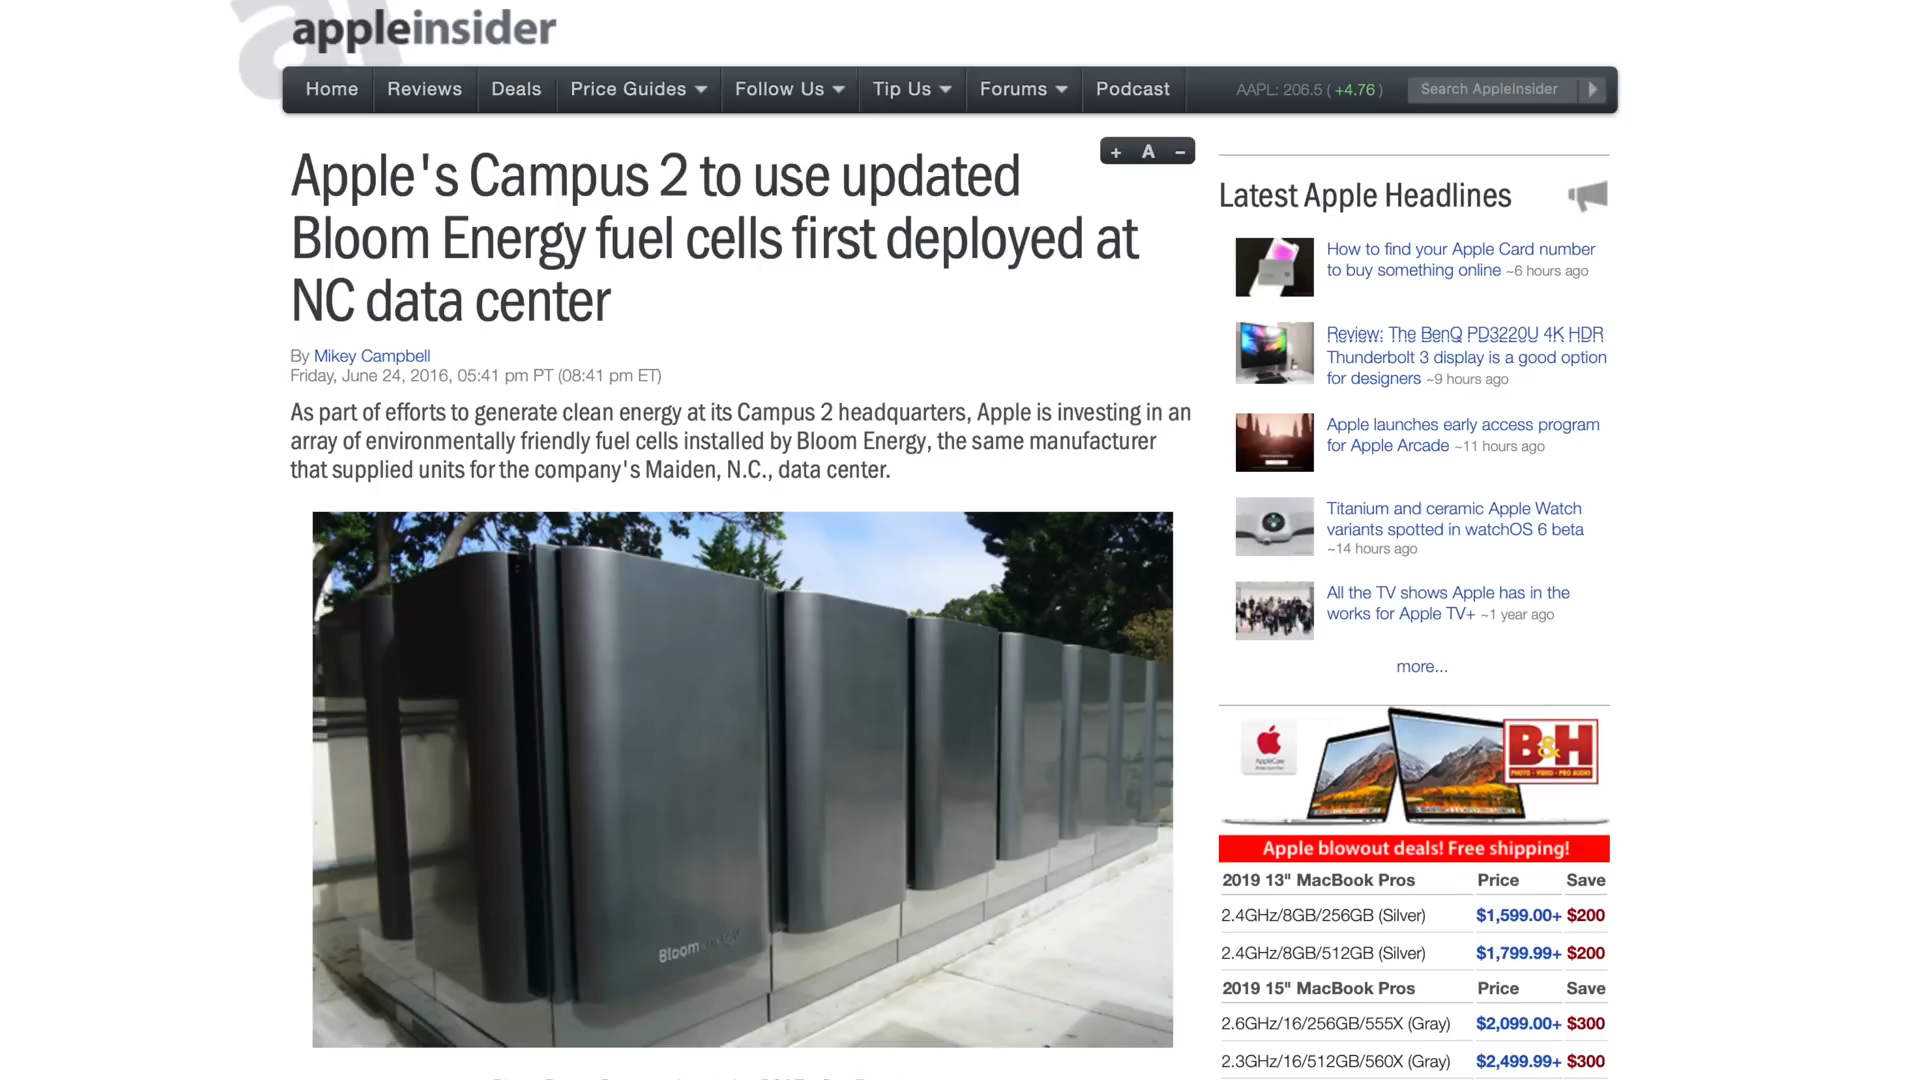 appleinsider
Home Reviews Deals Price Guides Follow Us Tip Us Forums Podcast AAPL: 206.5 ( +4.76 ) Search AppleInsider
+ A −
Apple's Campus 2 to use updated
Bloom Energy fuel cells first deployed at
NC data center
By Mikey Campbell
Friday, June 24, 2016, 05:41 pm PT (08:41 pm ET)
As part of efforts to generate clean energy at its Campus 2 headquarters, Apple is investing in an
array of environmentally friendly fuel cells installed by Bloom Energy, the same manufacturer
that supplied units for the company's Maiden, N.C., data center.
Bloomenergy
Latest Apple Headlines
How to find your Apple Card number
to buy something online ~6 hours ago
Review: The BenQ PD3220U 4K HDR
Thunderbolt 3 display is a good option
for designers ~9 hours ago
Apple launches early access program
for Apple Arcade ~11 hours ago
Titanium and ceramic Apple Watch
variants spotted in watchOS 6 beta
~14 hours ago
All the TV shows Apple has in the
works for Apple TV+ ~1 year ago
more...
AppleCare
Protection Plan
B&H
PHOTO - VIDEO - PRO AUDIO
Apple blowout deals! Free shipping!
2019 13" MacBook Pros Price Save
2.4GHz/8GB/256GB (Silver) $1,599.00+ $200
2.4GHz/8GB/512GB (Silver) $1,799.99+ $200
2019 15" MacBook Pros Price Save
2.6GHz/16/256GB/555X (Gray) $2,099.00+ $300
2.3GHz/16/512GB/560X (Gray) $2,499.99+ $300